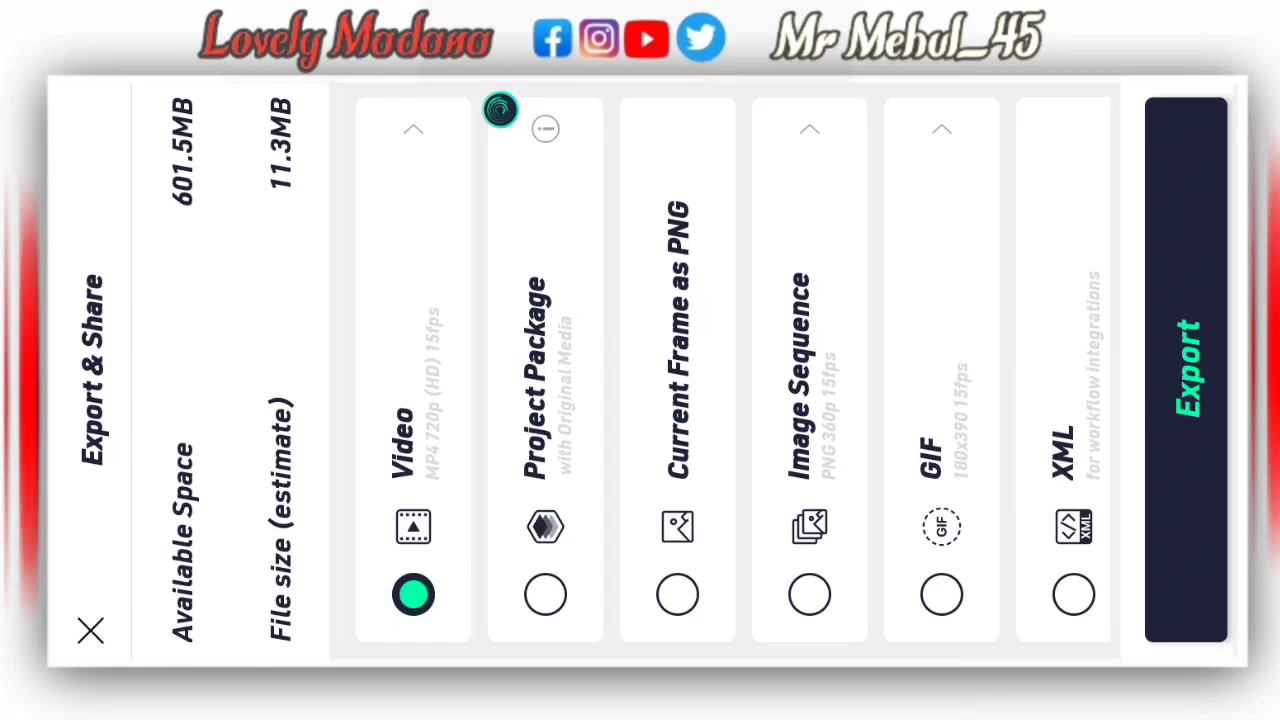 Lovely Madana
Mr Mehul_45
Export & Share
Available Space 601.5MB
File size (estimate) 11.3MB
Video
MP4 720p (HD) 15fps
Project Package
with Original Media
Current Frame as PNG
Image Sequence
PNG 360p 15fps
GIF
GIF
180x390 15fps
XML
XML
for workflow integrations
Export